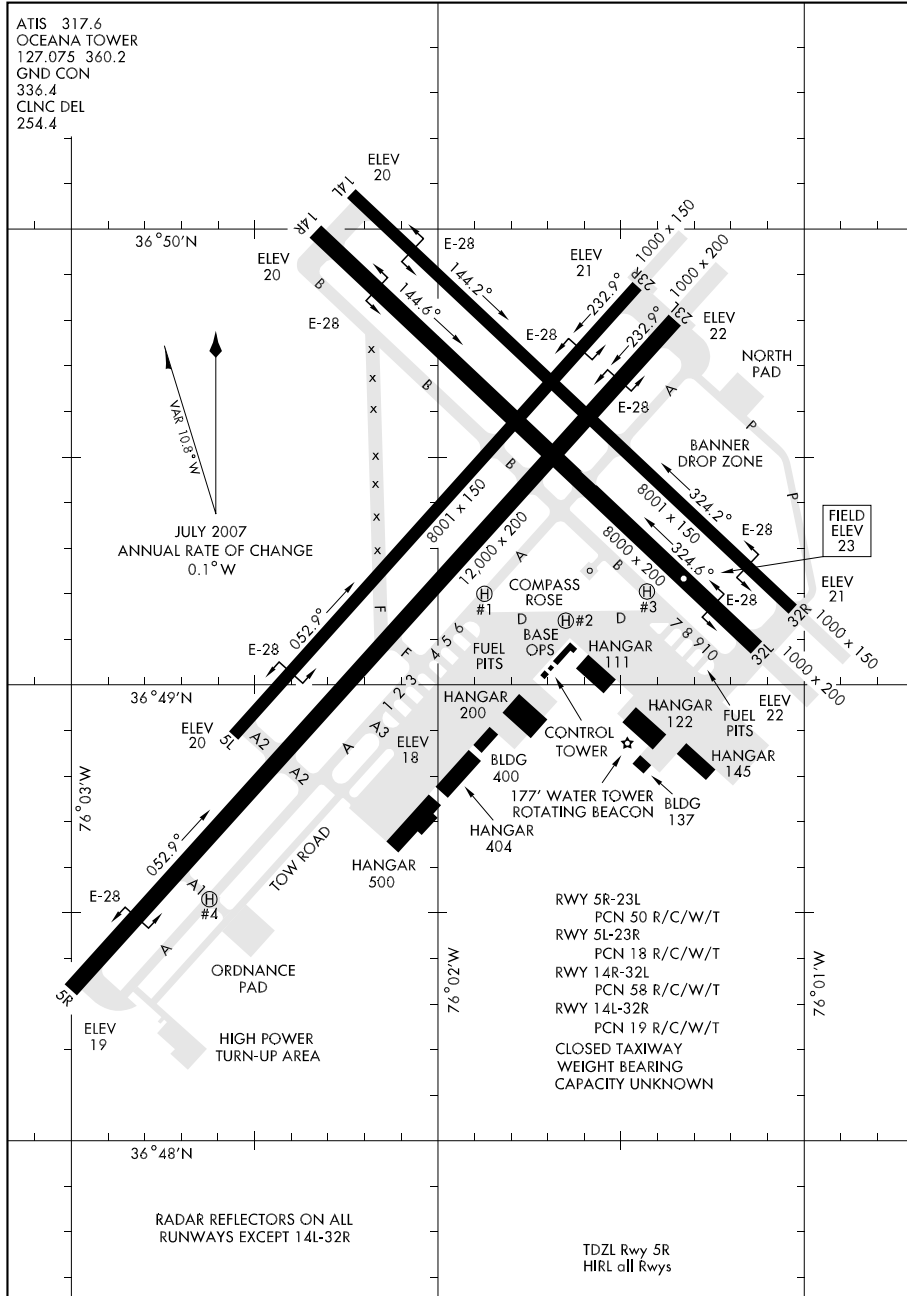 ATIS 317.6
OCEANA TOWER
127.075 360.2
GND CON
336.4
CLNC DEL
254.4
ELEV
20
14L
14R
36°50'N
ELEV
20
E-28
144.2°
ELEV
21
23R
1000 x 150
1000 x 200
23L
ELEV
22
B
144.6°
E-28
232.9°
232.9°
E-28
E-28
NORTH
PAD
x
x
x
x
x
x
x
B
A
P
VAR 10.8°W
BANNER
DROP ZONE
B
P
JULY 2007
ANNUAL RATE OF CHANGE
0.1°W
8001 x 150
12,000 x 200
324.2°
8001 x 150
E-28
FIELD
ELEV
23
8000 x 200
324.6°
A
B
COMPASS
ROSE
H
#1
H
#2
H
#3
E-28
ELEV
21
32R
1000 x 150
F
052.9°
D
D
7 8 9 10
32L
1000 x 200
E-28
F
4 5 6
FUEL
PITS
BASE
OPS
HANGAR
111
36°49'N
ELEV
22
FUEL
PITS
1 2 3
HANGAR
200
HANGAR
122
ELEV
20
5L
A2
A2
A
A3
ELEV
18
CONTROL
TOWER
BLDG
400
HANGAR
145
177' WATER TOWER
ROTATING BEACON
BLDG
137
76°03'W
HANGAR
404
052.9°
TOW ROAD
HANGAR
500
E-28
A1
H
#4
A
5R
ELEV
19
ORDNANCE
PAD
HIGH POWER
TURN-UP AREA
76°02'W
76°01'W
RWY 5R-23L
PCN 50 R/C/W/T
RWY 5L-23R
PCN 18 R/C/W/T
RWY 14R-32L
PCN 58 R/C/W/T
RWY 14L-32R
PCN 19 R/C/W/T
CLOSED TAXIWAY
WEIGHT BEARING
CAPACITY UNKNOWN
36°48'N
RADAR REFLECTORS ON ALL
RUNWAYS EXCEPT 14L-32R
TDZL Rwy 5R
HIRL all Rwys